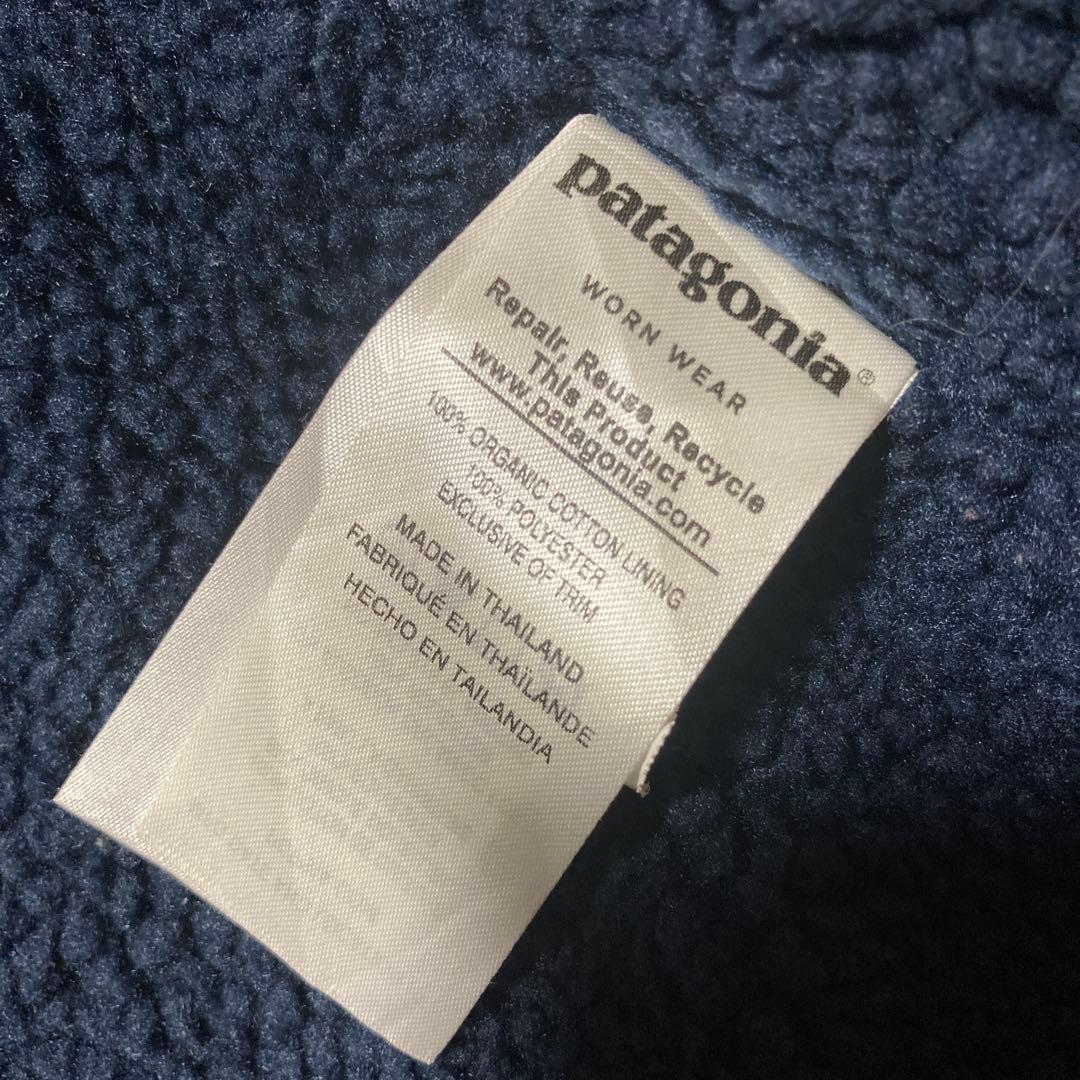 patagonia®
WORN WEAR
Repair, Reuse, Recycle
This Product
www.patagonia.com
100% ORGANIC COTTON LINING
100% POLYESTER
EXCLUSIVE OF TRIM
MADE IN THAILAND
FABRIQUÉ EN THAÏLANDE
HECHO EN TAILANDIA